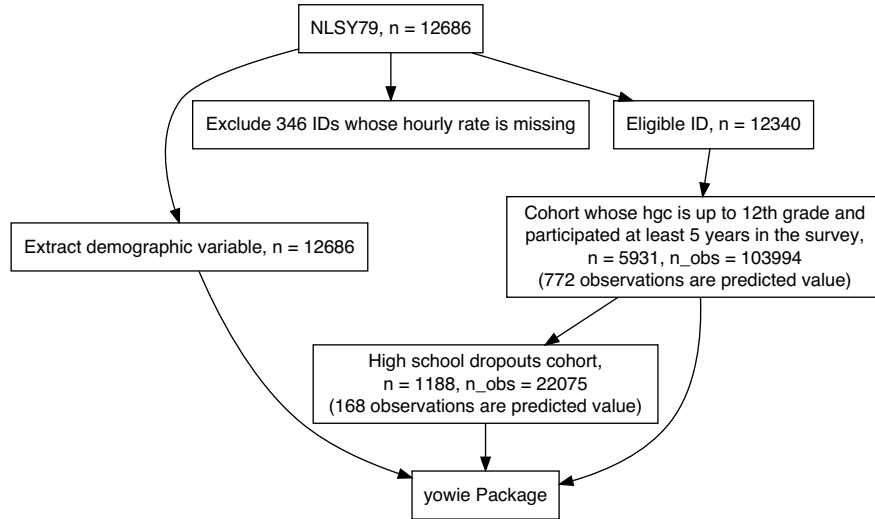 NLSY79, n = 12686
Exclude 346 IDs whose hourly rate is missing
Eligible ID, n = 12340
Extract demographic variable, n = 12686
Cohort whose hgc is up to 12th grade and
participated at least 5 years in the survey,
n = 5931, n_obs = 103994
(772 observations are predicted value)
High school dropouts cohort,
n = 1188, n_obs = 22075
(168 observations are predicted value)
yowie Package